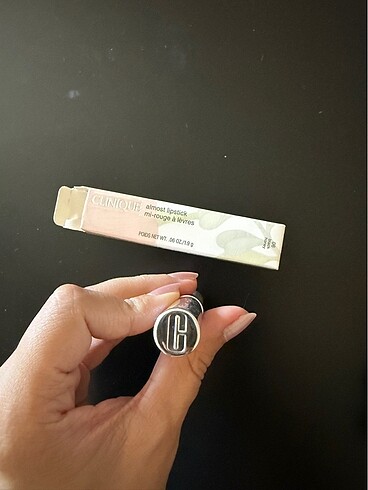 CLINIQUE
almost lipstick
mi-rouge à lèvres
POIDS NET WT. .06 OZ/1.9 g
C